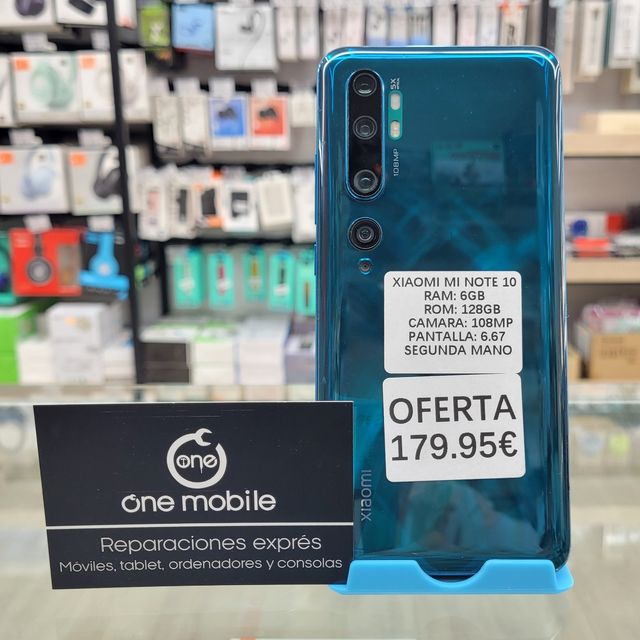 5X
108MP
XIAOMI MI NOTE 10
RAM: 6GB
ROM: 128GB
CAMARA: 108MP
PANTALLA: 6.67
SEGUNDA MANO
OFERTA
179.95€
xiaomi
one
one mobile
Reparaciones exprés
Móviles, tablet, ordenadores y consolas